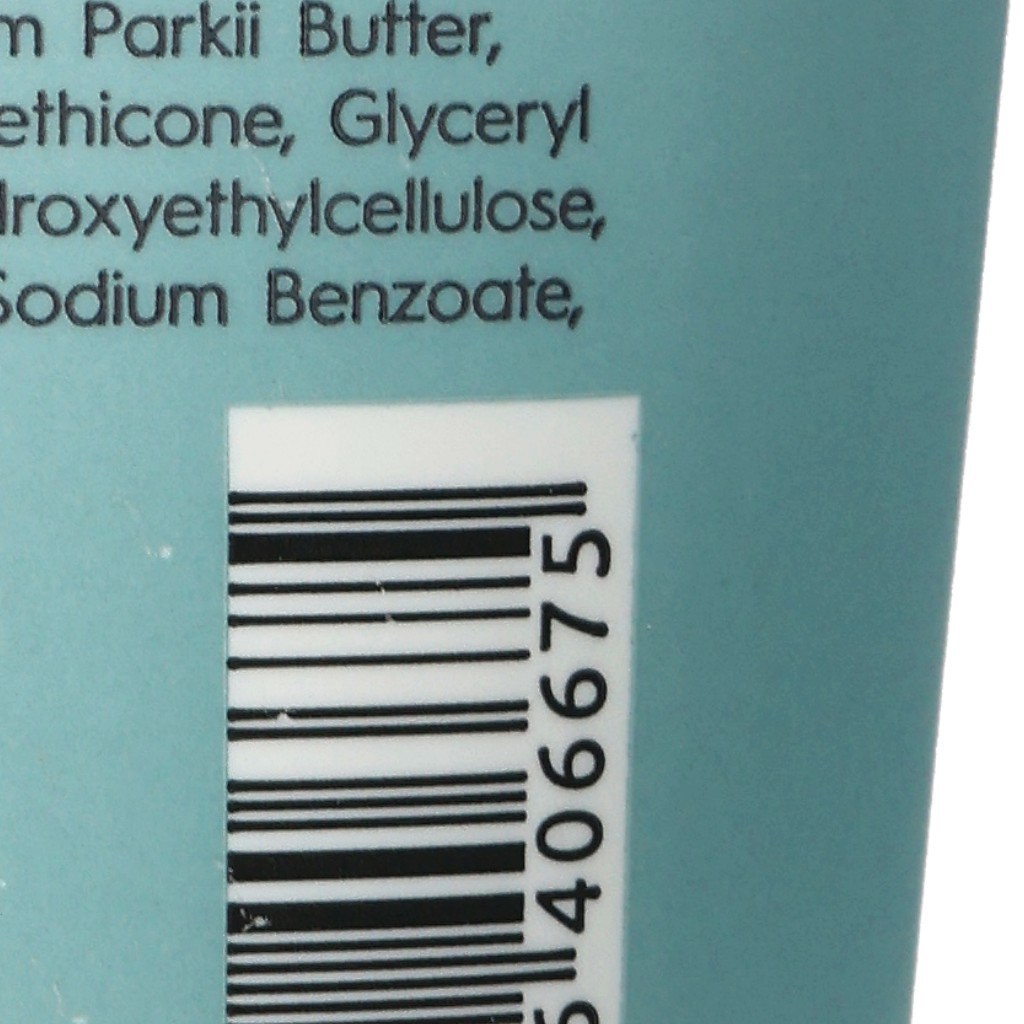 m Parkii Butter,
ethicone, Glyceryl
droxyethylcellulose,
Sodium Benzoate,
406675